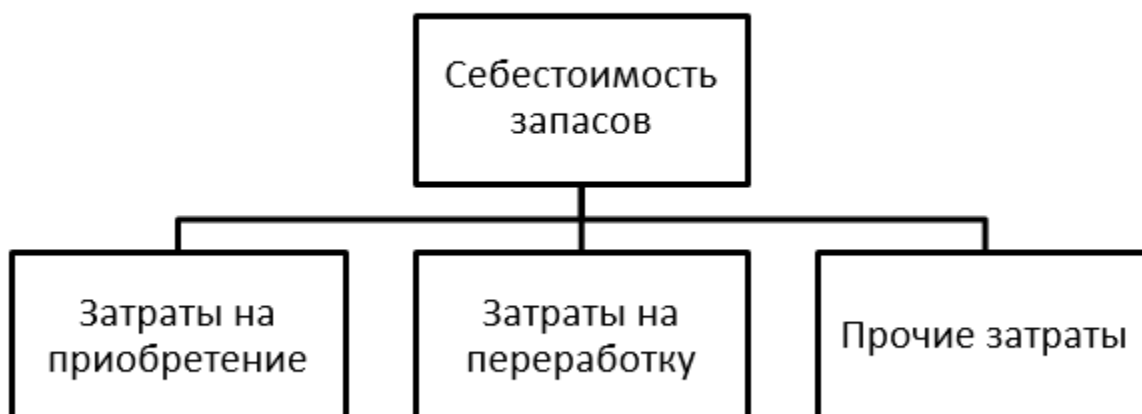 Себестоимость
запасов
Затраты на
приобретение
Затраты на
переработку
Прочие затраты